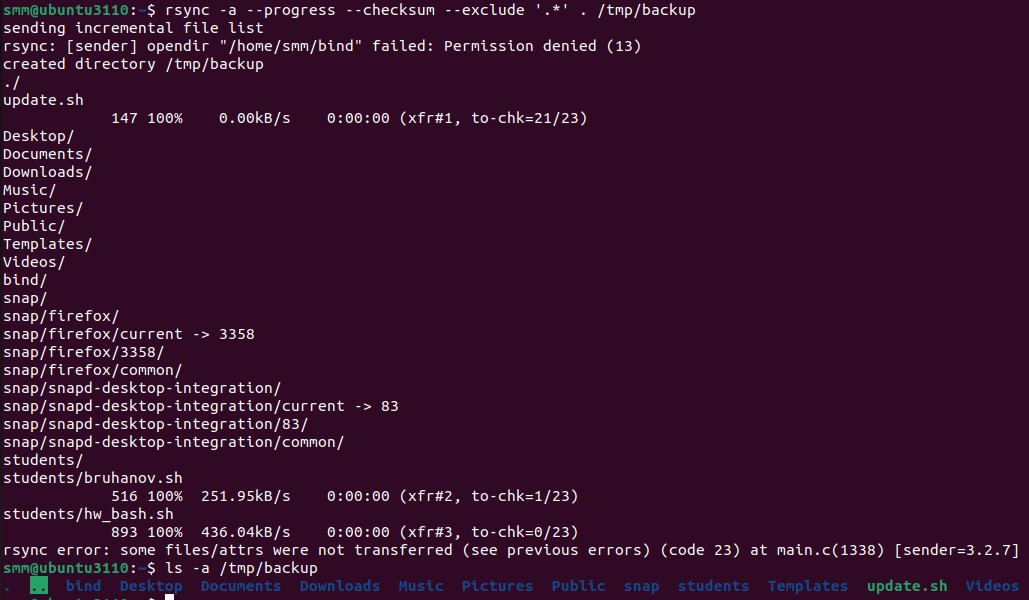 smm@ubuntu3110:~$ rsync -a --progress --checksum --exclude '.*' . /tmp/backup
sending incremental file list
rsync: [sender] opendir "/home/smm/bind" failed: Permission denied (13)
created directory /tmp/backup
./
update.sh
            147 100%    0.00kB/s    0:00:00 (xfr#1, to-chk=21/23)
Desktop/
Documents/
Downloads/
Music/
Pictures/
Public/
Templates/
Videos/
bind/
snap/
snap/firefox/
snap/firefox/current -> 3358
snap/firefox/3358/
snap/firefox/common/
snap/snapd-desktop-integration/
snap/snapd-desktop-integration/current -> 83
snap/snapd-desktop-integration/83/
snap/snapd-desktop-integration/common/
students/
students/bruhanov.sh
            516 100%  251.95kB/s    0:00:00 (xfr#2, to-chk=1/23)
students/hw_bash.sh
            893 100%  436.04kB/s    0:00:00 (xfr#3, to-chk=0/23)
rsync error: some files/attrs were not transferred (see previous errors) (code 23) at main.c(1338) [sender=3.2.7]
smm@ubuntu3110:~$ ls -a /tmp/backup
.  ..  bind  Desktop  Documents  Downloads  Music  Pictures  Public  snap  students  Templates  update.sh  Videos